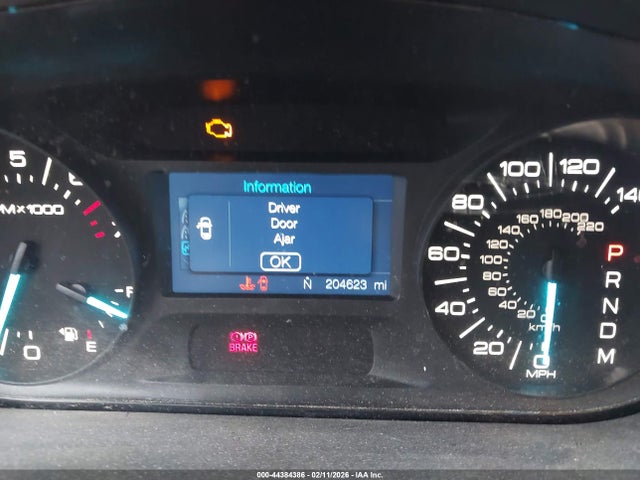 5 6
MX1000
F
0
E
Information
Driver
Door
Ajar
OK
N 204623 mi
BRAKE
P
0 20 40 60 80 100 120 140
20 40 60 80 100 120 140 160 180 200 220
km/h
MPH
P
R
N
D
M
000-44384386 - 02/11/2026 - IAA Inc.